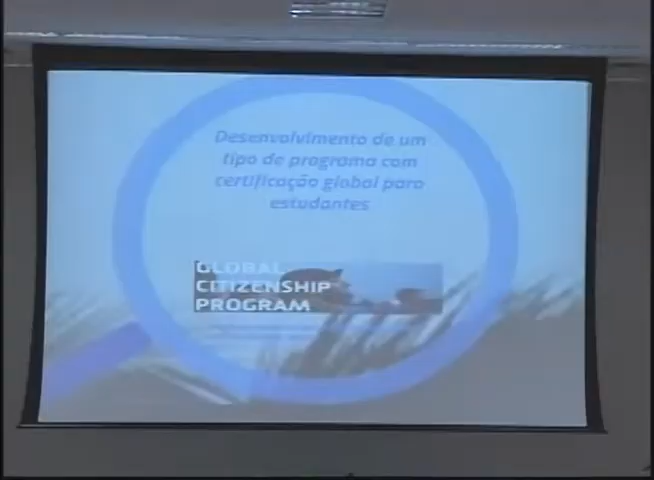 Desenvolvimento de um
tipo de programa com
certificação global para
estudantes
GLOBAL
CITIZENSHIP
PROGRAM